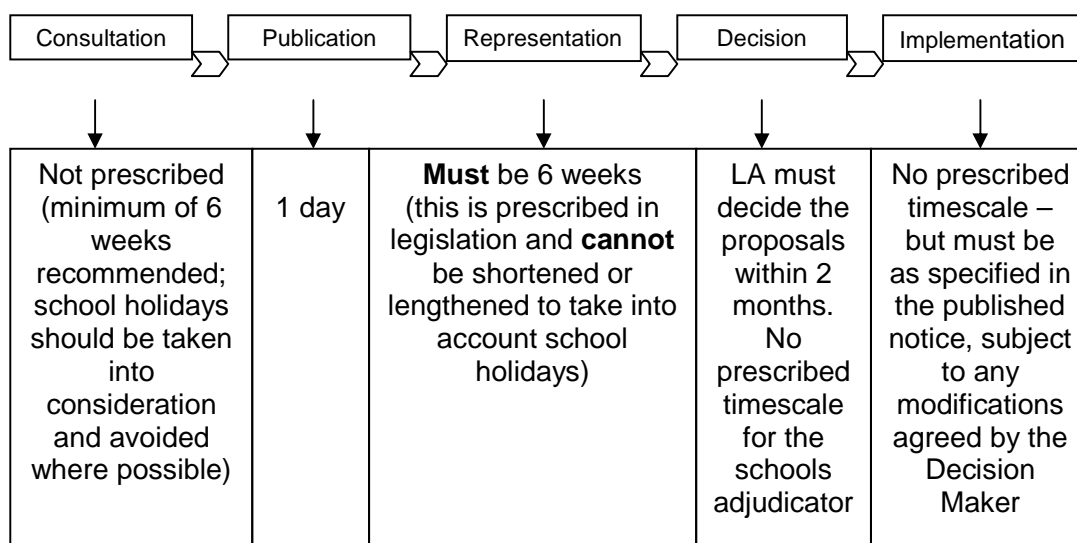 Consultation
Publication
Representation
Decision
Implementation
Not prescribed
(minimum of 6
weeks
recommended;
school holidays
should be taken
into
consideration
and avoided
where possible)
1 day
Must be 6 weeks
(this is prescribed in
legislation and cannot
be shortened or
lengthened to take into
account school
holidays)
LA must
decide the
proposals
within 2
months.
No
prescribed
timescale
for the
schools
adjudicator
No prescribed
timescale –
but must be
as specified in
the published
notice, subject
to any
modifications
agreed by the
Decision
Maker